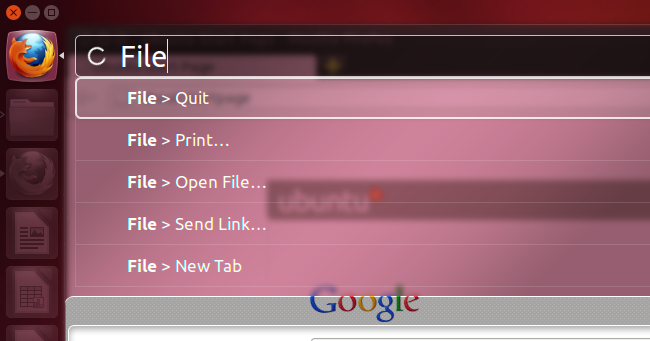 File
File > Quit
File > Print…
File > Open File…
File > Send Link…
File > New Tab
ubuntu
Google